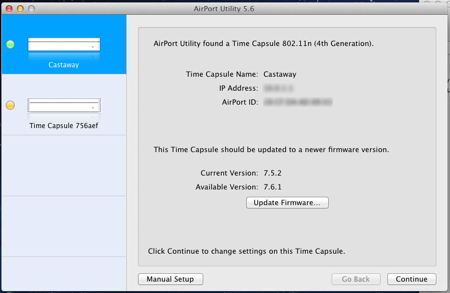 AirPort Utility 5.6
Castaway
Time Capsule 756aef
AirPort Utility found a Time Capsule 802.11n (4th Generation).
Time Capsule Name: Castaway
IP Address:
AirPort ID:
This Time Capsule should be updated to a newer firmware version.
Current Version: 7.5.2
Available Version: 7.6.1
Update Firmware...
Click Continue to change settings on this Time Capsule.
Manual Setup Go Back Continue